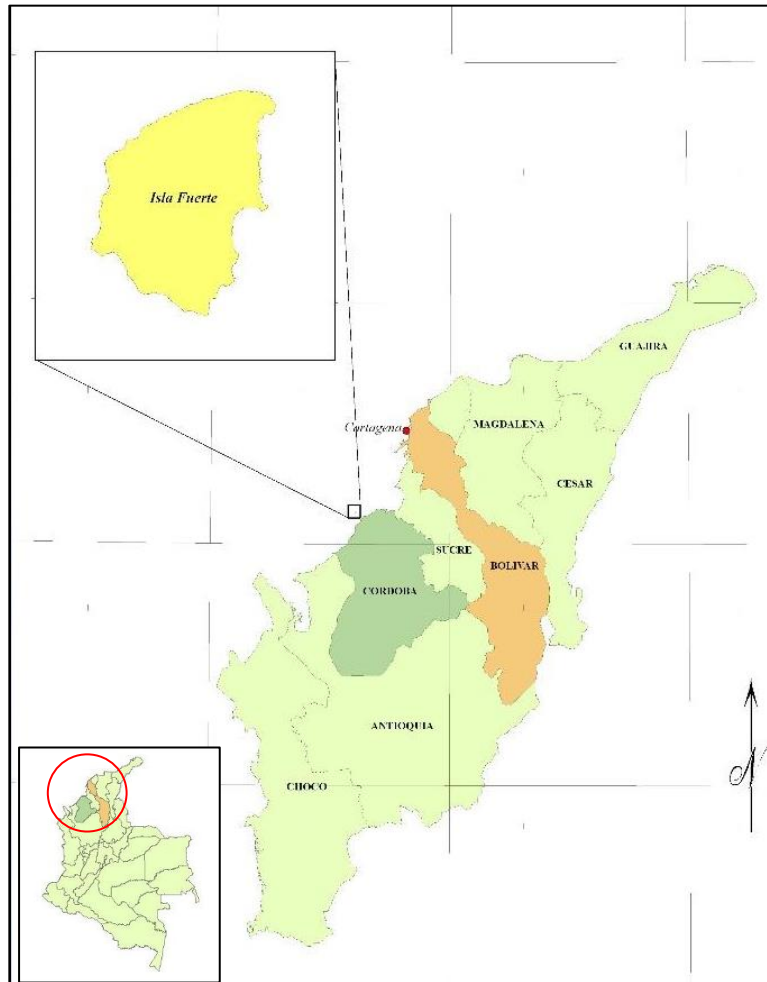 Isla Fuerte
GUAJIRA
Cartagena
MAGDALENA
CESAR
SUCRE
BOLIVAR
CORDOBA
ANTIOQUIA
CHOCO
N